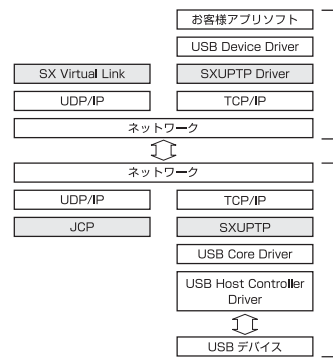 お客様アプリソフト
USB Device Driver
SX Virtual Link
SXUPTP Driver
UDP/IP
TCP/IP
ネットワーク
ネットワーク
UDP/IP
TCP/IP
JCP
SXUPTP
USB Core Driver
USB Host Controller
Driver
USB デバイス